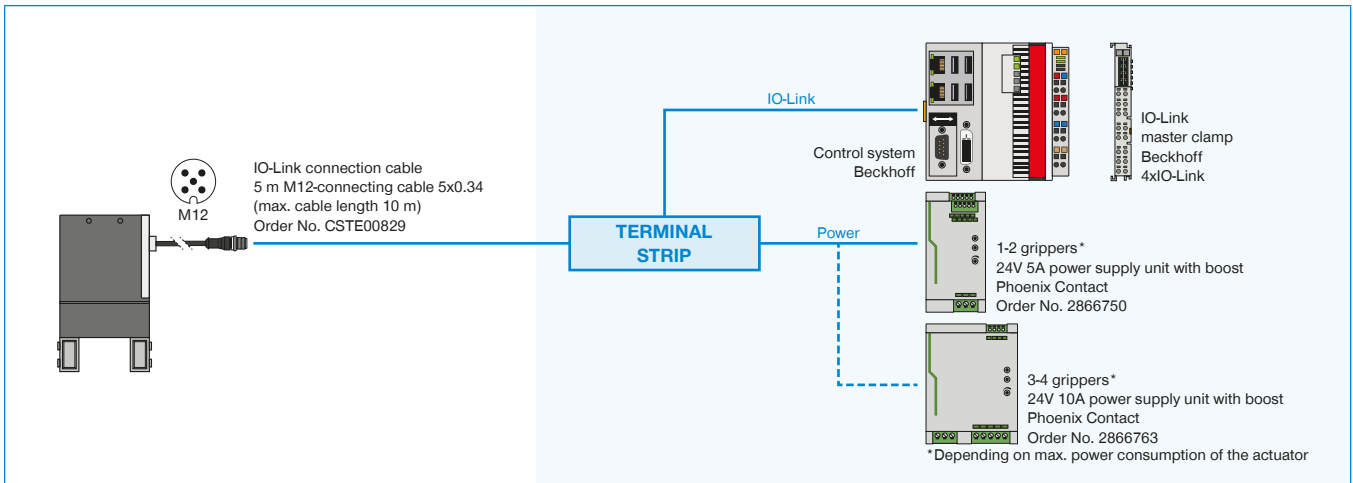 IO-Link connection cable
5 m M12-connecting cable 5x0.34
(max. cable length 10 m)
Order No. CSTE00829
M12
TERMINAL
STRIP
IO-Link
Control system
Beckhoff
IO-Link
master clamp
Beckhoff
4xIO-Link
Power
1-2 grippers*
24V 5A power supply unit with boost
Phoenix Contact
Order No. 2866750
3-4 grippers*
24V 10A power supply unit with boost
Phoenix Contact
Order No. 2866763
*Depending on max. power consumption of the actuator